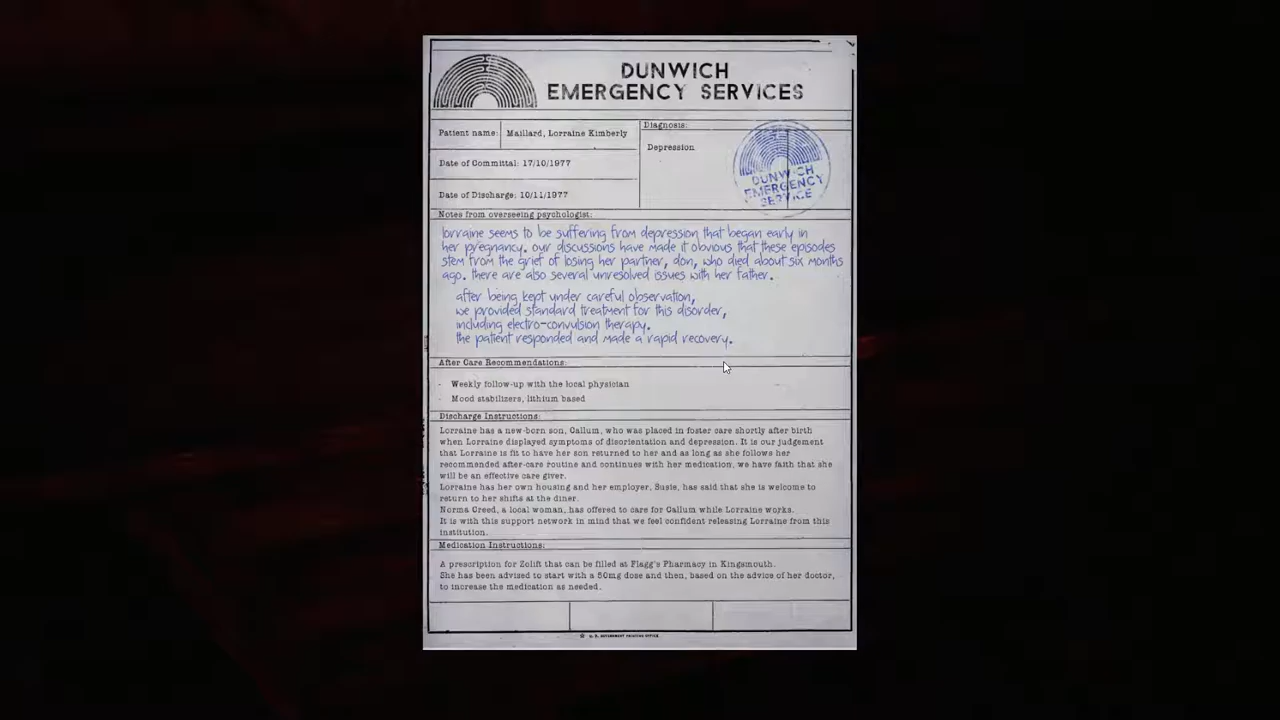 DUNWICH
EMERGENCY SERVICES
Patient name: Maillard, Lorraine Kimberly
Diagnosis:
Depression
Date of Committal: 17/10/1977
Date of Discharge: 10/11/1977
DUNWICH
EMERGENCY
SERVICE
Notes from overseeing psychologist:
lorraine seems to be suffering from depression that began early in
her pregnancy. our discussions have made it obvious that these episodes
stem from the grief of losing her partner, don, who died about six months
ago. there are also several unresolved issues with her father.
after being kept under careful observation,
we provided standard treatment for this disorder,
including electro-convulsion therapy.
the patient responded and made a rapid recovery.
After Care Recommendations:
- Weekly follow-up with the local physician
- Mood stabilizers, lithium based
Discharge Instructions:
Lorraine has a new-born son, Callum, who was placed in foster care shortly after birth
when Lorraine displayed symptoms of disorientation and depression. It is our judgement
that Lorraine is fit to have her son returned to her and as long as she follows her
recommended after-care routine and continues with her medication, we have faith that she
will be an effective care giver.
Lorraine has her own housing and her employer, Susie, has said that she is welcome to
return to her shifts at the diner.
Norma Creed, a local woman, has offered to care for Callum while Lorraine works.
It is with this support network in mind that we feel confident releasing Lorraine from this
institution.
Medication Instructions:
A prescription for Zolift that can be filled at Flagg's Pharmacy in Kingsmouth.
She has been advised to start with a 50mg dose and then, based on the advice of her doctor,
to increase the medication as needed.
U. S. GOVERNMENT PRINTING OFFICE